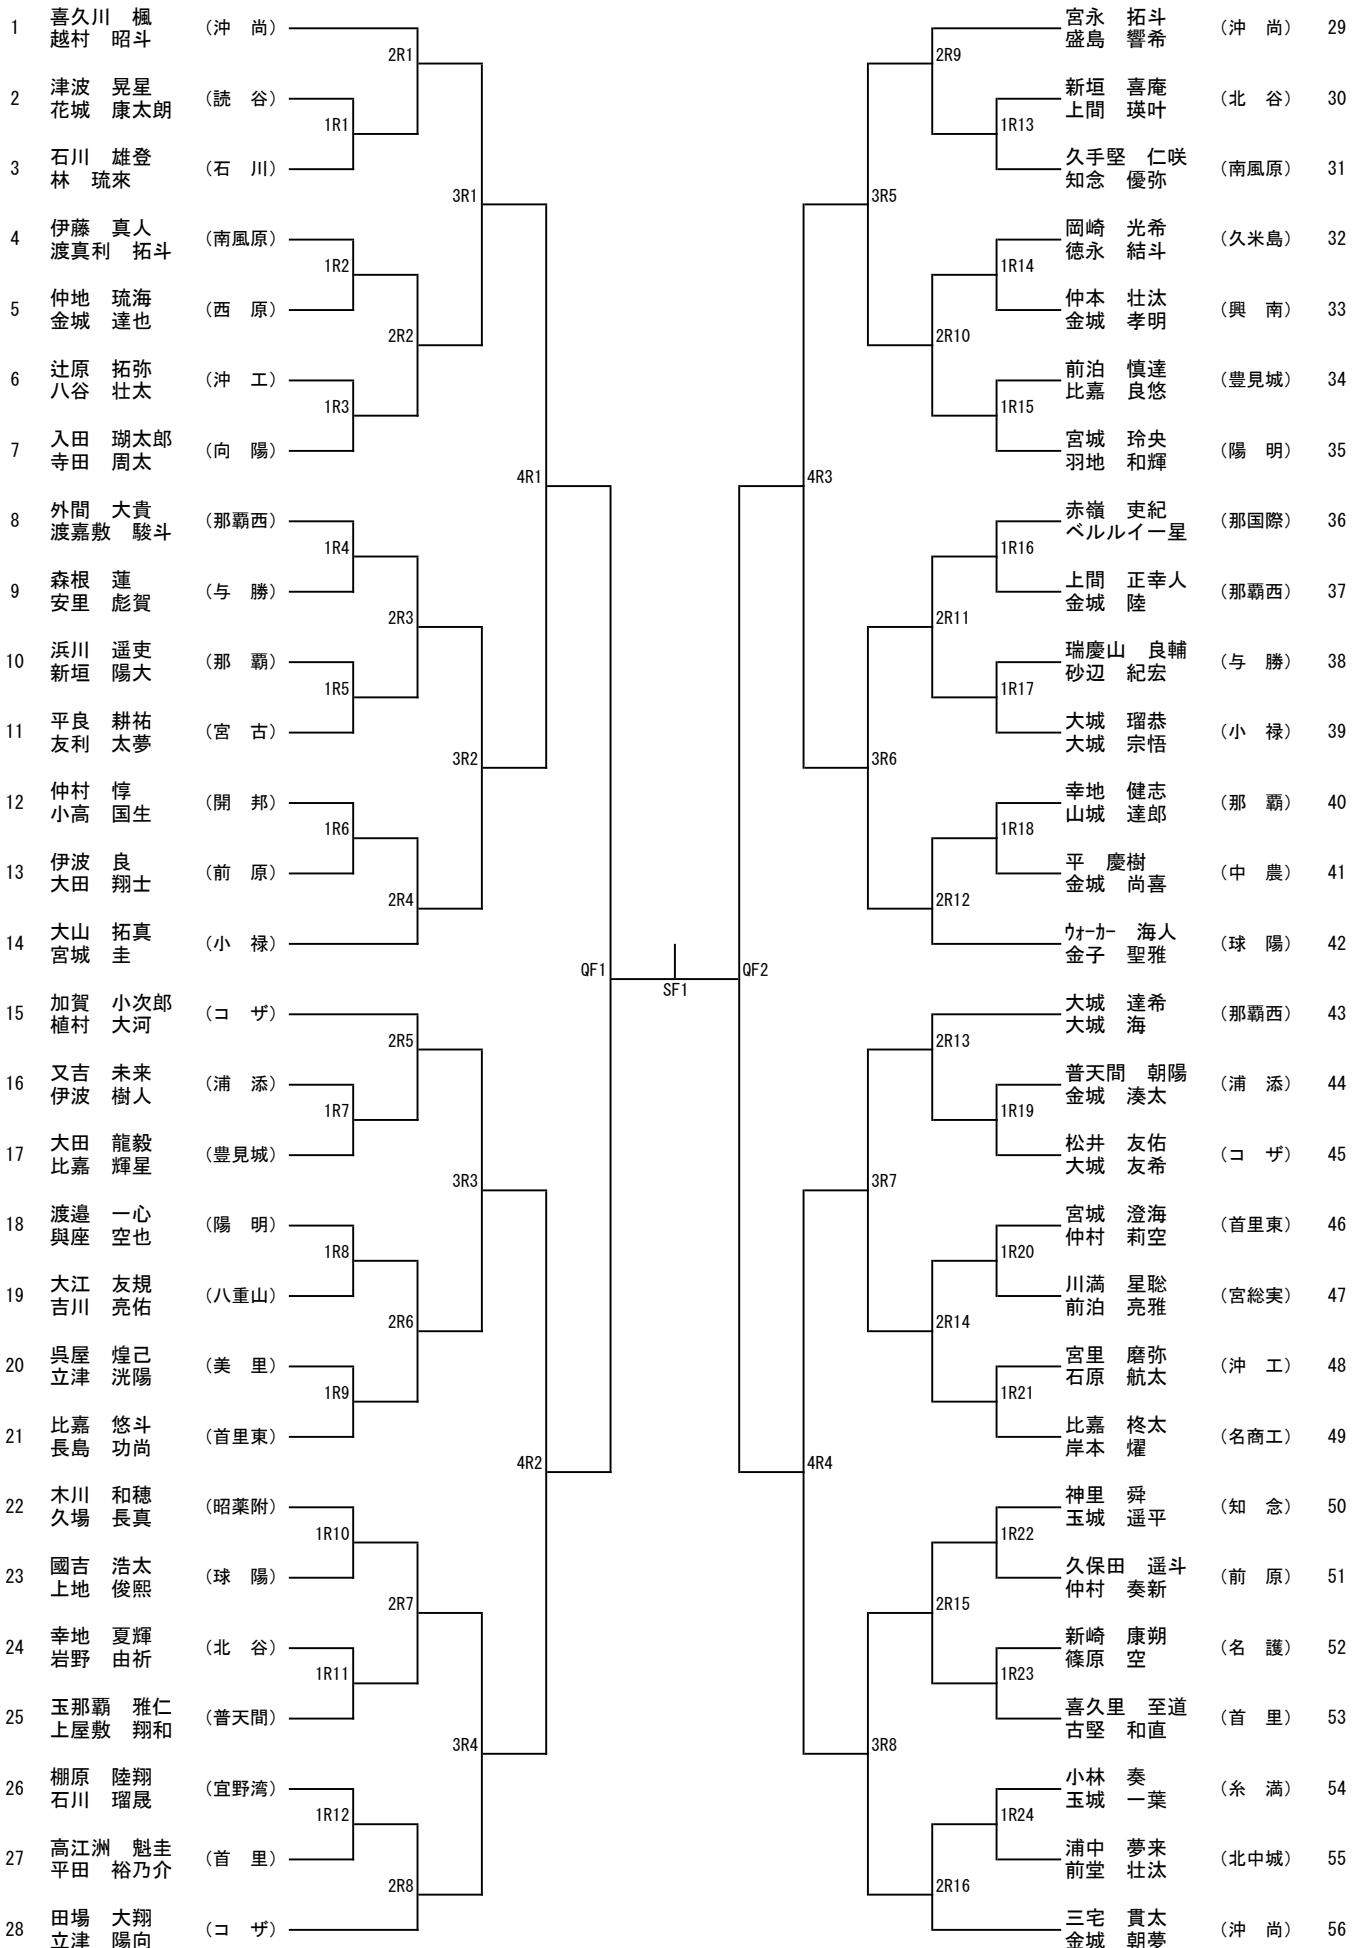 1 喜久川　楓 （沖　尚）
越村　昭斗
2R1
2 津波　晃星 （読　谷）
花城　康太朗
1R1
3 石川　雄登 （石　川）
林　琉來
3R1
4 伊藤　真人 （南風原）
渡真利　拓斗
1R2
5 仲地　琉海 （西　原）
金城　達也
2R2
6 辻原　拓弥 （沖　工）
八谷　壮太
1R3
7 入田　瑚太郎 （向　陽）
寺田　周太
4R1
8 外間　大貴 （那覇西）
渡嘉敷　駿斗
1R4
9 森根　蓮 （与　勝）
安里　彪賀
2R3
10 浜川　遥吏 （那　覇）
新垣　陽大
1R5
11 平良　耕祐 （宮　古）
友利　太夢
3R2
12 仲村　惇 （開　邦）
小高　国生
1R6
13 伊波　良 （前　原）
大田　翔士
2R4
14 大山　拓真 （小　禄）
宮城　圭
QF1
15 加賀　小次郎 （コ　ザ）
植村　大河
2R5
16 又吉　未来 （浦　添）
伊波　樹人
1R7
17 大田　龍毅 （豊見城）
比嘉　輝星
3R3
18 渡邉　一心 （陽　明）
與座　空也
1R8
19 大江　友規 （八重山）
吉川　亮佑
2R6
20 呉屋　煌己 （美　里）
立津　洸陽
1R9
21 比嘉　悠斗 （首里東）
長島　功尚
4R2
22 木川　和穂 （昭薬附）
久場　長真
1R10
23 國吉　浩太 （球　陽）
上地　俊熙
2R7
24 幸地　夏輝 （北　谷）
岩野　由祈
1R11
25 玉那覇　雅仁 （普天間）
上屋敷　翔和
3R4
26 棚原　陸翔 （宜野湾）
石川　瑠晟
1R12
27 高江洲　魁圭 （首　里）
平田　裕乃介
2R8
28 田場　大翔 （コ　ザ）
立津　陽向
SF1
宮永　拓斗 （沖　尚） 29
盛島　響希
2R9
新垣　喜庵 （北　谷） 30
上間　瑛叶
1R13
久手堅　仁咲 （南風原） 31
知念　優弥
3R5
岡崎　光希 （久米島） 32
徳永　結斗
1R14
仲本　壮汰 （興　南） 33
金城　孝明
2R10
前泊　慎達 （豊見城） 34
比嘉　良悠
1R15
宮城　玲央 （陽　明） 35
羽地　和輝
4R3
赤嶺　吏紀 （那国際） 36
ベルルイ一星
1R16
上間　正幸人 （那覇西） 37
金城　陸
2R11
瑞慶山　良輔 （与　勝） 38
砂辺　紀宏
1R17
大城　瑠恭 （小　禄） 39
大城　宗悟
3R6
幸地　健志 （那　覇） 40
山城　達郎
1R18
平　慶樹 （中　農） 41
金城　尚喜
2R12
ｳｫｰｶｰ　海人 （球　陽） 42
金子　聖雅
QF2
大城　達希 （那覇西） 43
大城　海
2R13
普天間　朝陽 （浦　添） 44
金城　湊太
1R19
松井　友佑 （コ　ザ） 45
大城　友希
3R7
宮城　澄海 （首里東） 46
仲村　莉空
1R20
川満　星聡 （宮総実） 47
前泊　亮雅
2R14
宮里　磨弥 （沖　工） 48
石原　航太
1R21
比嘉　柊太 （名商工） 49
岸本　燿
4R4
神里　舜 （知　念） 50
玉城　遥平
1R22
久保田　遥斗 （前　原） 51
仲村　奏新
2R15
新崎　康朔 （名　護） 52
篠原　空
1R23
喜久里　至道 （首　里） 53
古堅　和直
3R8
小林　奏 （糸　満） 54
玉城　一葉
1R24
浦中　夢来 （北中城） 55
前堂　壮汰
2R16
三宅　貫太 （沖　尚） 56
金城　朝夢